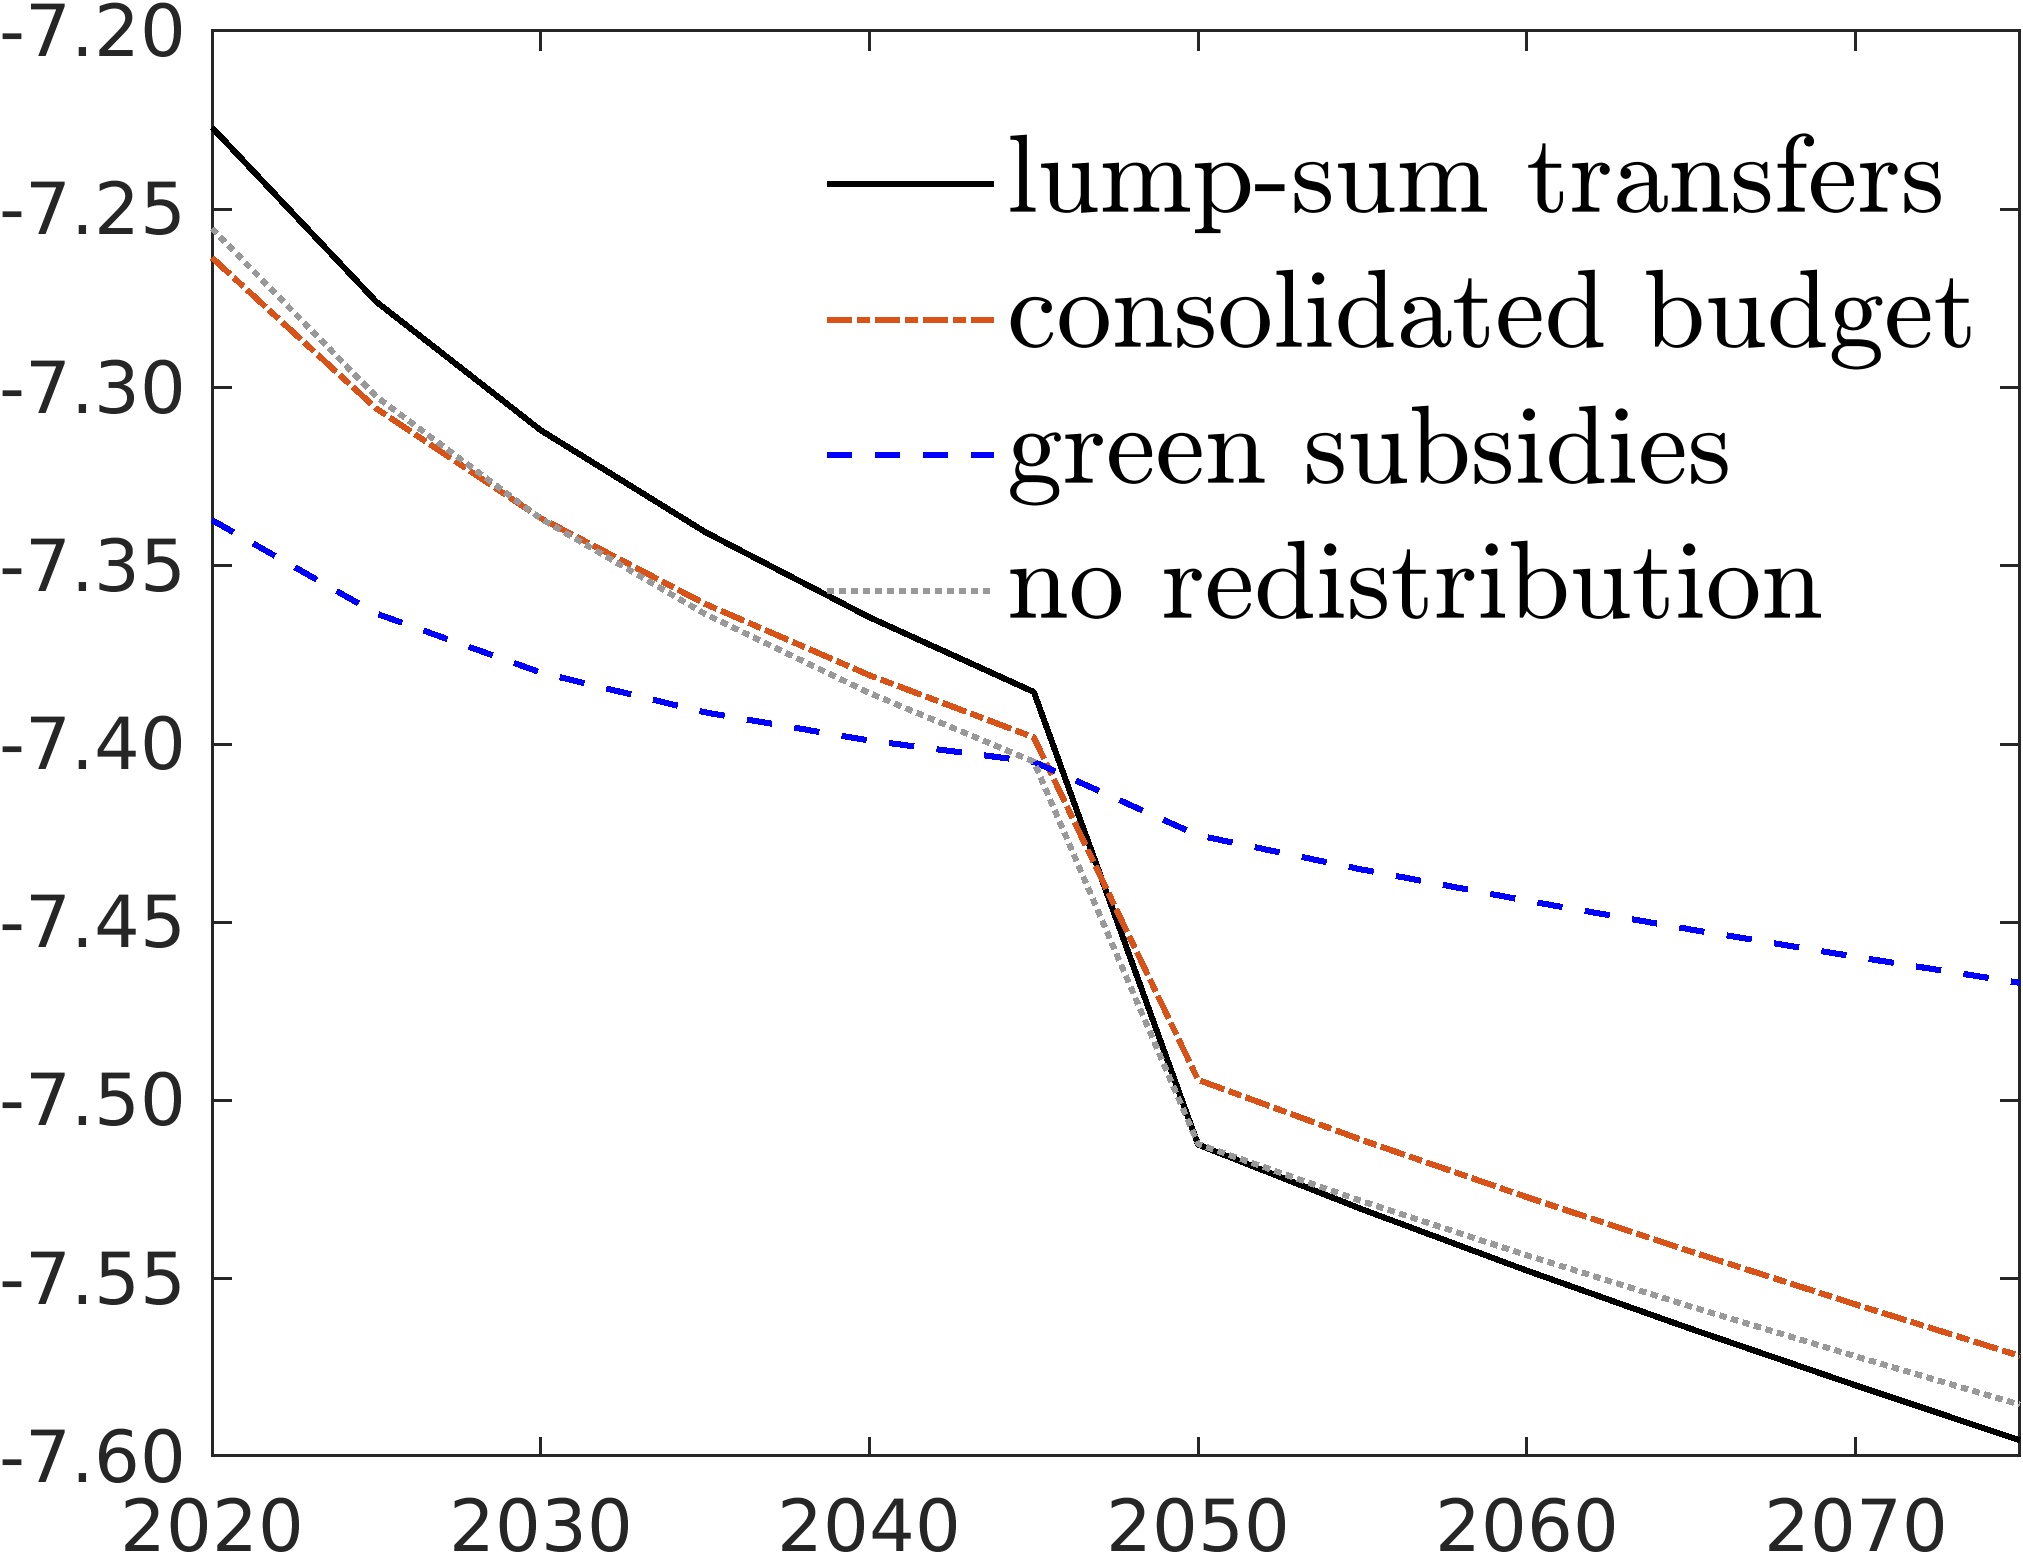 -7.20
-7.25
-7.30
-7.35
-7.40
-7.45
-7.50
-7.55
-7.60
lump-sum transfers
consolidated budget
green subsidies
no redistribution
2020 2030 2040 2050 2060 2070